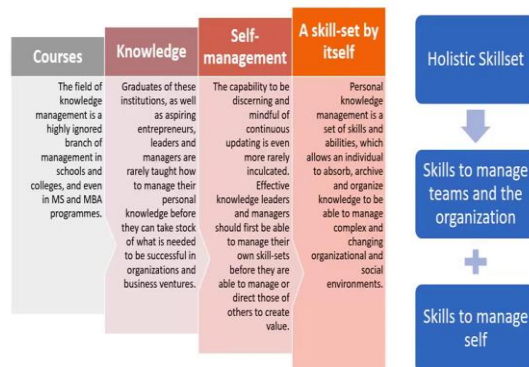 Courses
The field of
knowledge
management is a
highly ignored
branch of
management in
schools and
colleges, and even
in MS and MBA
programmes.
Knowledge
Graduates of these
institutions, as well
as aspiring
entrepreneurs,
leaders and
managers are
rarely taught how
to manage their
personal
knowledge before
they can take stock
of what is needed
to be successful in
organizations and
business ventures.
Self-
management
The capability to be
discerning and
mindful of
continuous
updating is even
more rarely
inculcated.
Effective
knowledge leaders
and managers
should first be able
to manage their
own skill-sets
before they are
able to manage or
direct those of
others to create
value.
A skill-set by
itself
Personal
knowledge
management is a
set of skills and
abilities, which
allows an individual
to absorb, archive
and organize
knowledge to be
able to manage
complex and
changing
organizational and
social
environments.
Holistic Skillset
Skills to manage
teams and the
organization
Skills to manage
self